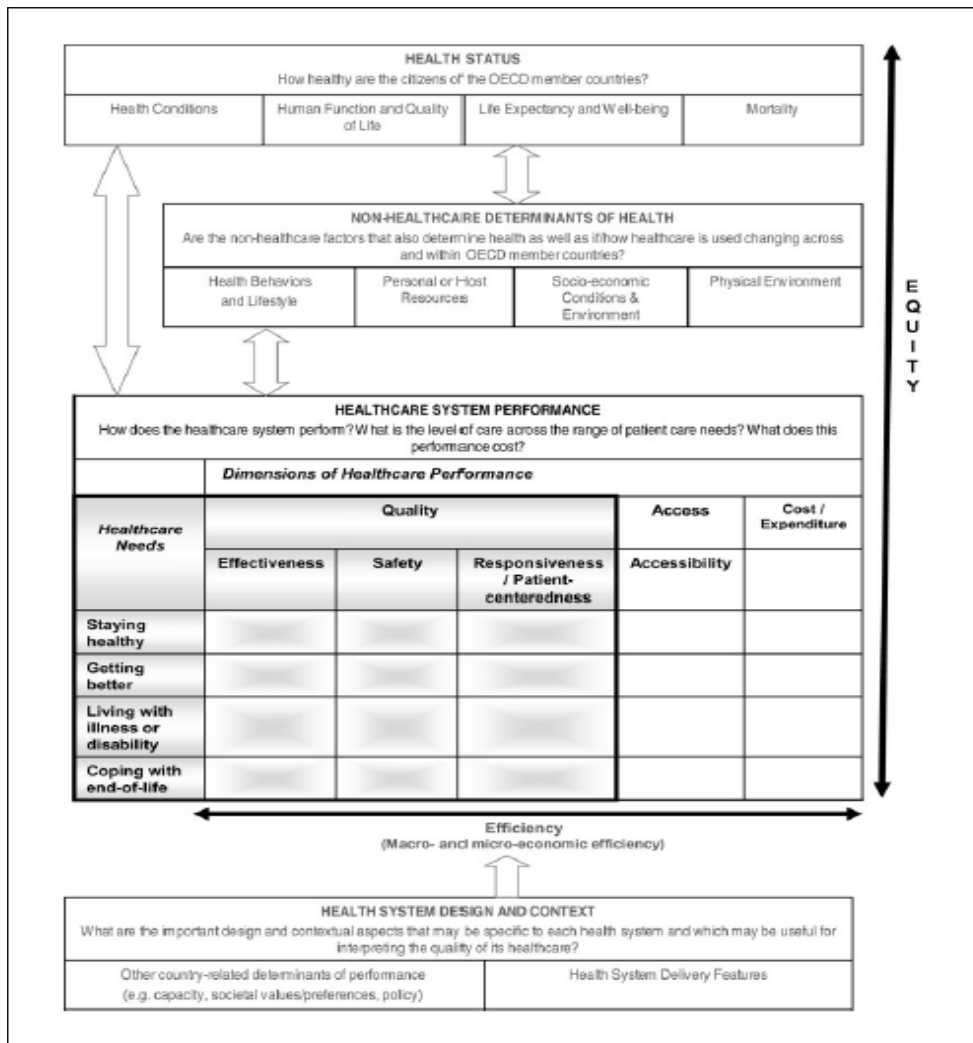 HEALTH STATUS
How healthy are the citizens of the OECD member countries?
Health Conditions
Human Function and Quality
of Life
Life Expectancy and Well-being
Mortality
NON-HEALTHCAIRE DETERMINANTS OF HEALTH
Are the non-healthcare factors that also determine health as well as if/how healthcare is used changing across
and within OECD member countries?
Health Behaviors
and Lifestyle
Personal or Host
Resources
Socio-economic
Conditions &
Environment
Physical Environment
EQUITY
HEALTHCARE SYSTEM PERFORMANCE
How does the healthcare system perform? What is the level of care across the range of patient care needs? What does this
performance cost?
Dimensions of Healthcare Performance
Healthcare
Needs
Quality
Access
Cost /
Expenditure
Effectiveness
Safety
Responsiveness
/ Patient-
centeredness
Accessibility
Staying
healthy
Getting
better
Living with
illness or
disability
Coping with
end-of-life
Efficiency
(Macro- and micro-economic efficiency)
HEALTH SYSTEM DESIGN AND CONTEXT
What are the important design and contextual aspects that may be specific to each health system and which may be useful for
interpreting the quality of its healthcare?
Other country-related determinants of performance
(e.g. capacity, societal values/preferences, policy)
Health System Delivery Features